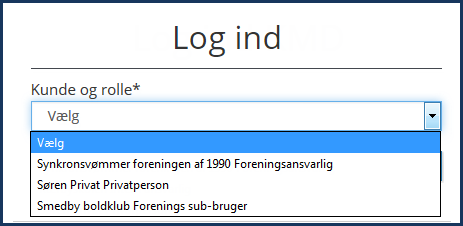 Log ind
Kunde og rolle*
Vælg
Vælg
Synkronsvømmer foreningen af 1990 Foreningsansvarlig
Søren Privat Privatperson
Smedby boldklub Forenings sub-bruger